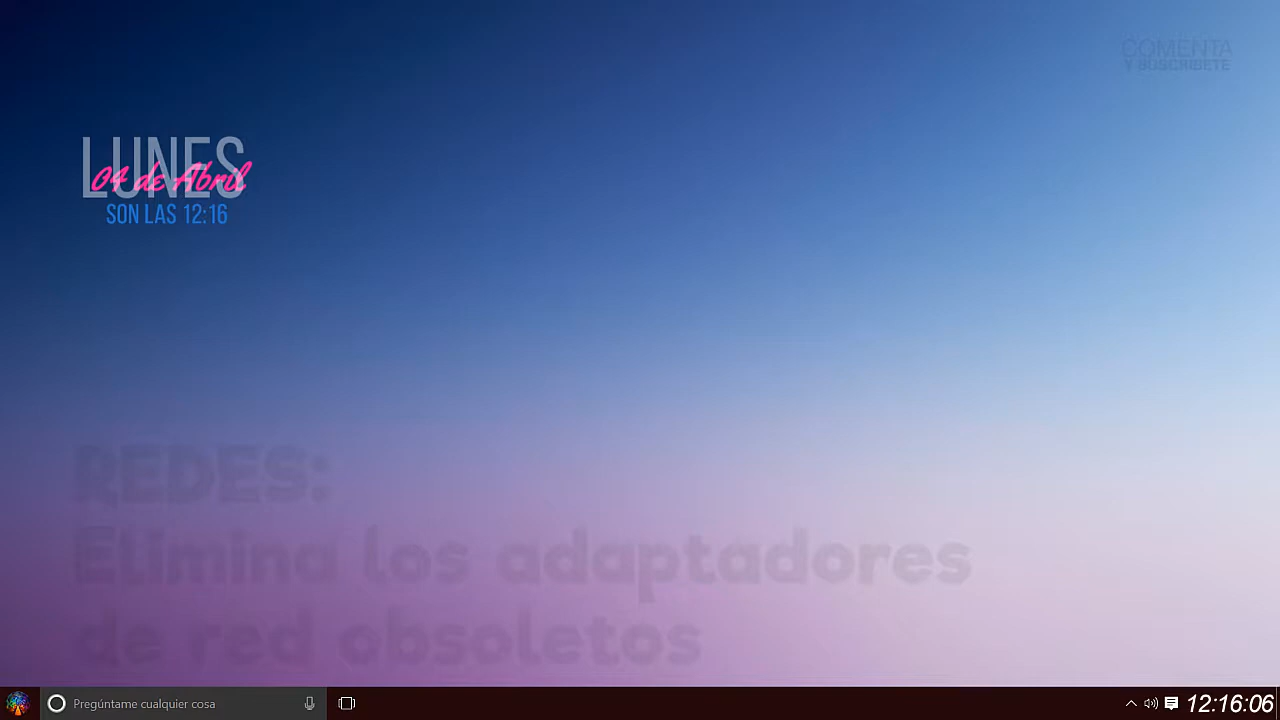 COMENTA
Y SUSCRIBETE
LUNES
04 de Abril
SON LAS 12:16
REDES:
Elimina los adaptadores
de red obsoletos
Pregúntame cualquier cosa
12:16:06